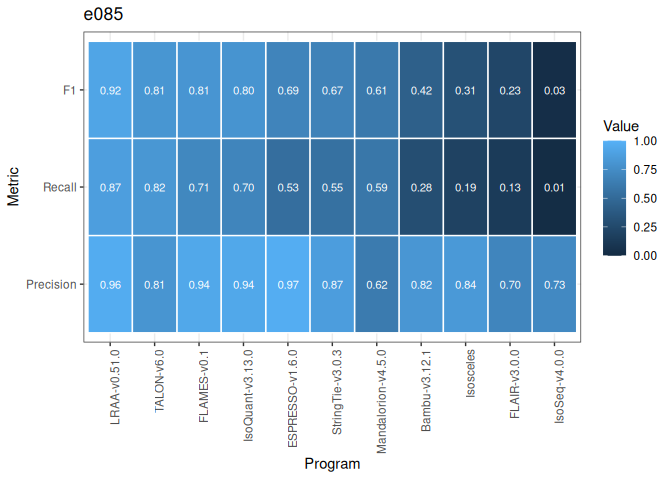 e085
Metric
F1
0.92 0.81 0.81 0.80 0.69 0.67 0.61 0.42 0.31 0.23 0.03
Recall
0.87 0.82 0.71 0.70 0.53 0.55 0.59 0.28 0.19 0.13 0.01
Precision
0.96 0.81 0.94 0.94 0.97 0.87 0.62 0.82 0.84 0.70 0.73
LRAA-v0.51.0
TALON-v6.0
FLAMES-v0.1
IsoQuant-v3.13.0
ESPRESSO-v1.6.0
StringTie-v3.0.3
Mandalorion-v4.5.0
Bambu-v3.12.1
Isosceles
FLAIR-v3.0.0
IsoSeq-v4.0.0
Program
Value
1.00
0.75
0.50
0.25
0.00